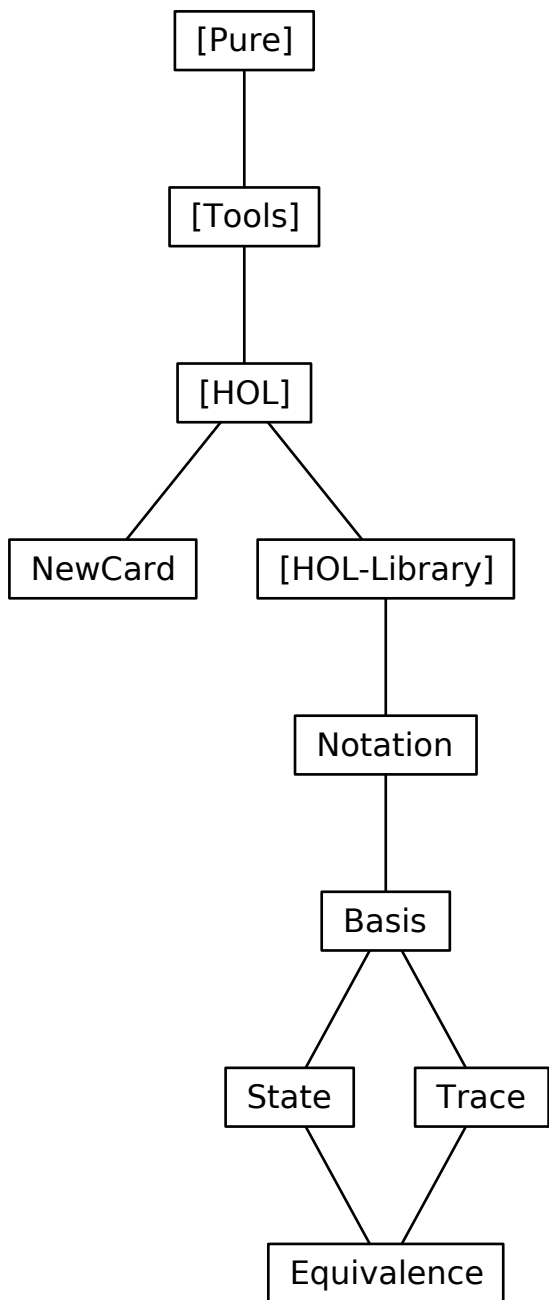 [Pure]
[Tools]
[HOL]
NewCard
[HOL-Library]
Notation
Basis
State
Trace
Equivalence